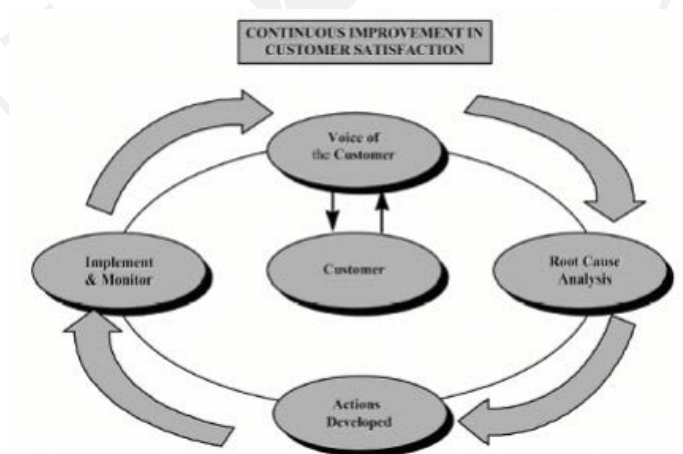 CONTINUOUS IMPROVEMENT IN
CUSTOMER SATISFACTION
Voice of
the Customer
Implement
& Monitor
Customer
Root Cause
Analysis
Actions
Developed